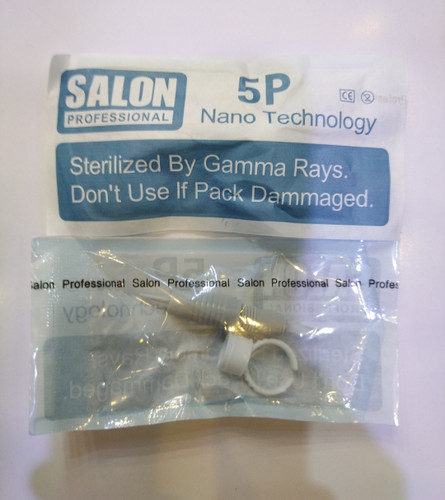 SALON
PROFESSIONAL
5P
CE
Nano Technology
Sterilized By Gamma Rays.
Don't Use If Pack Dammaged.
Salon Professional Salon Professional Salon Professional Salon Profess